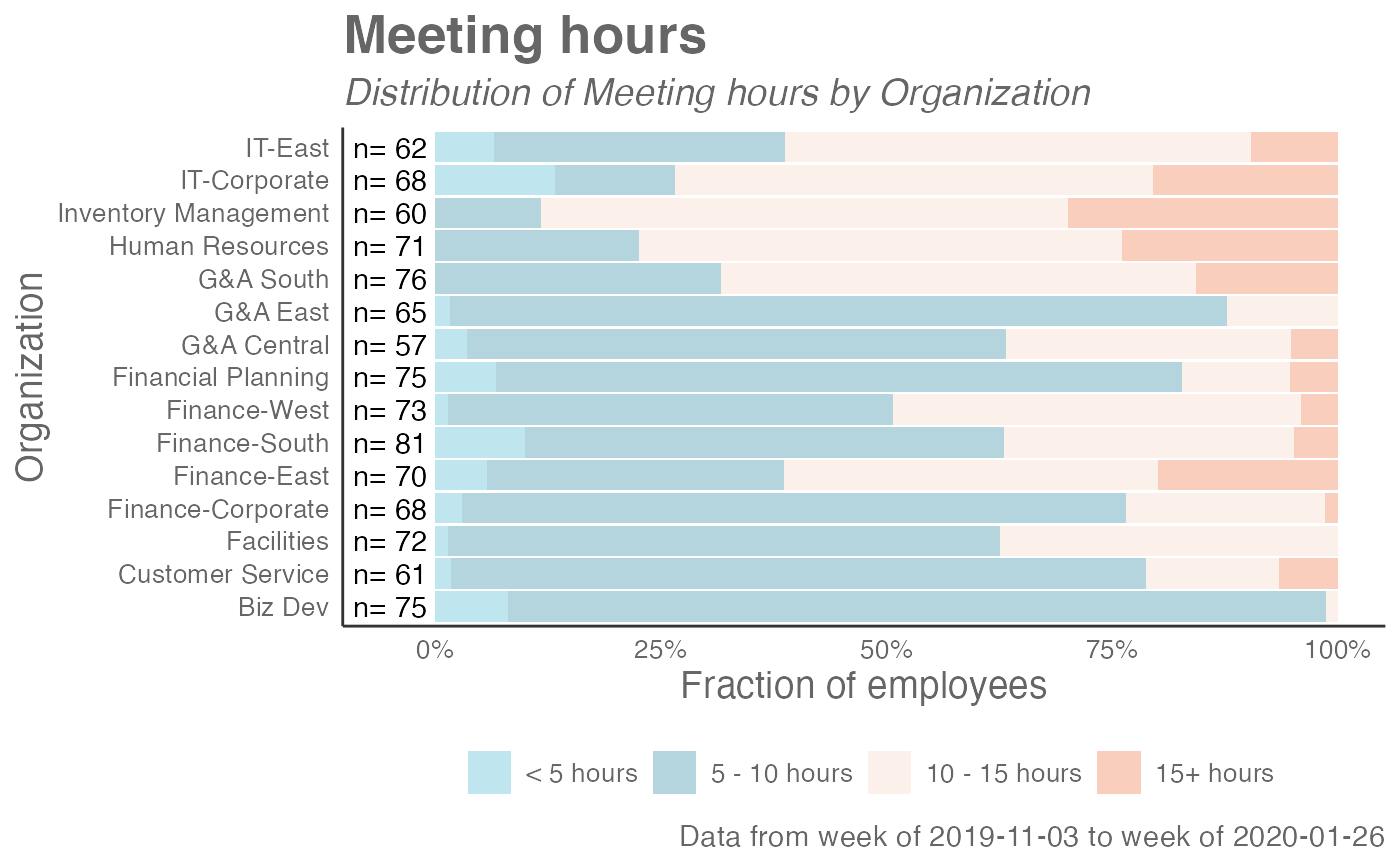 Meeting hours
Distribution of Meeting hours by Organization
Organization
IT-East n= 62
IT-Corporate n= 68
Inventory Management n= 60
Human Resources n= 71
G&A South n= 76
G&A East n= 65
G&A Central n= 57
Financial Planning n= 75
Finance-West n= 73
Finance-South n= 81
Finance-East n= 70
Finance-Corporate n= 68
Facilities n= 72
Customer Service n= 61
Biz Dev n= 75
0% 25% 50% 75% 100%
Fraction of employees
< 5 hours 5 - 10 hours 10 - 15 hours 15+ hours
Data from week of 2019-11-03 to week of 2020-01-26